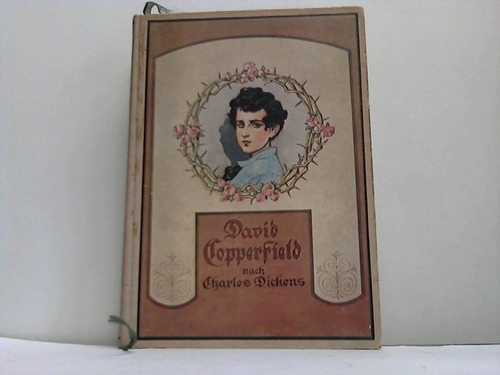 David
Copperfield
nach
Charles Dickens